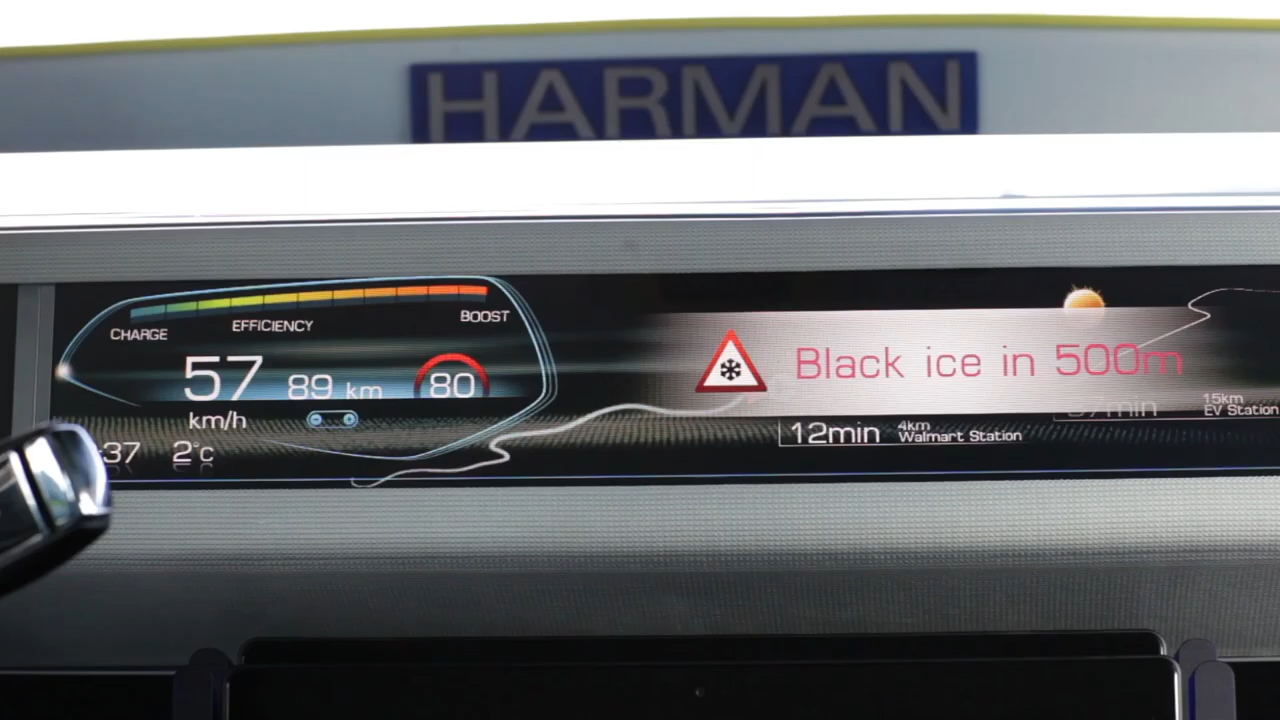 HARMAN
CHARGE
EFFICIENCY
BOOST
57
km/h
89 km
80
37
2°c
Black ice in 500m
12min
4km
Walmart Station
15km
EV Station